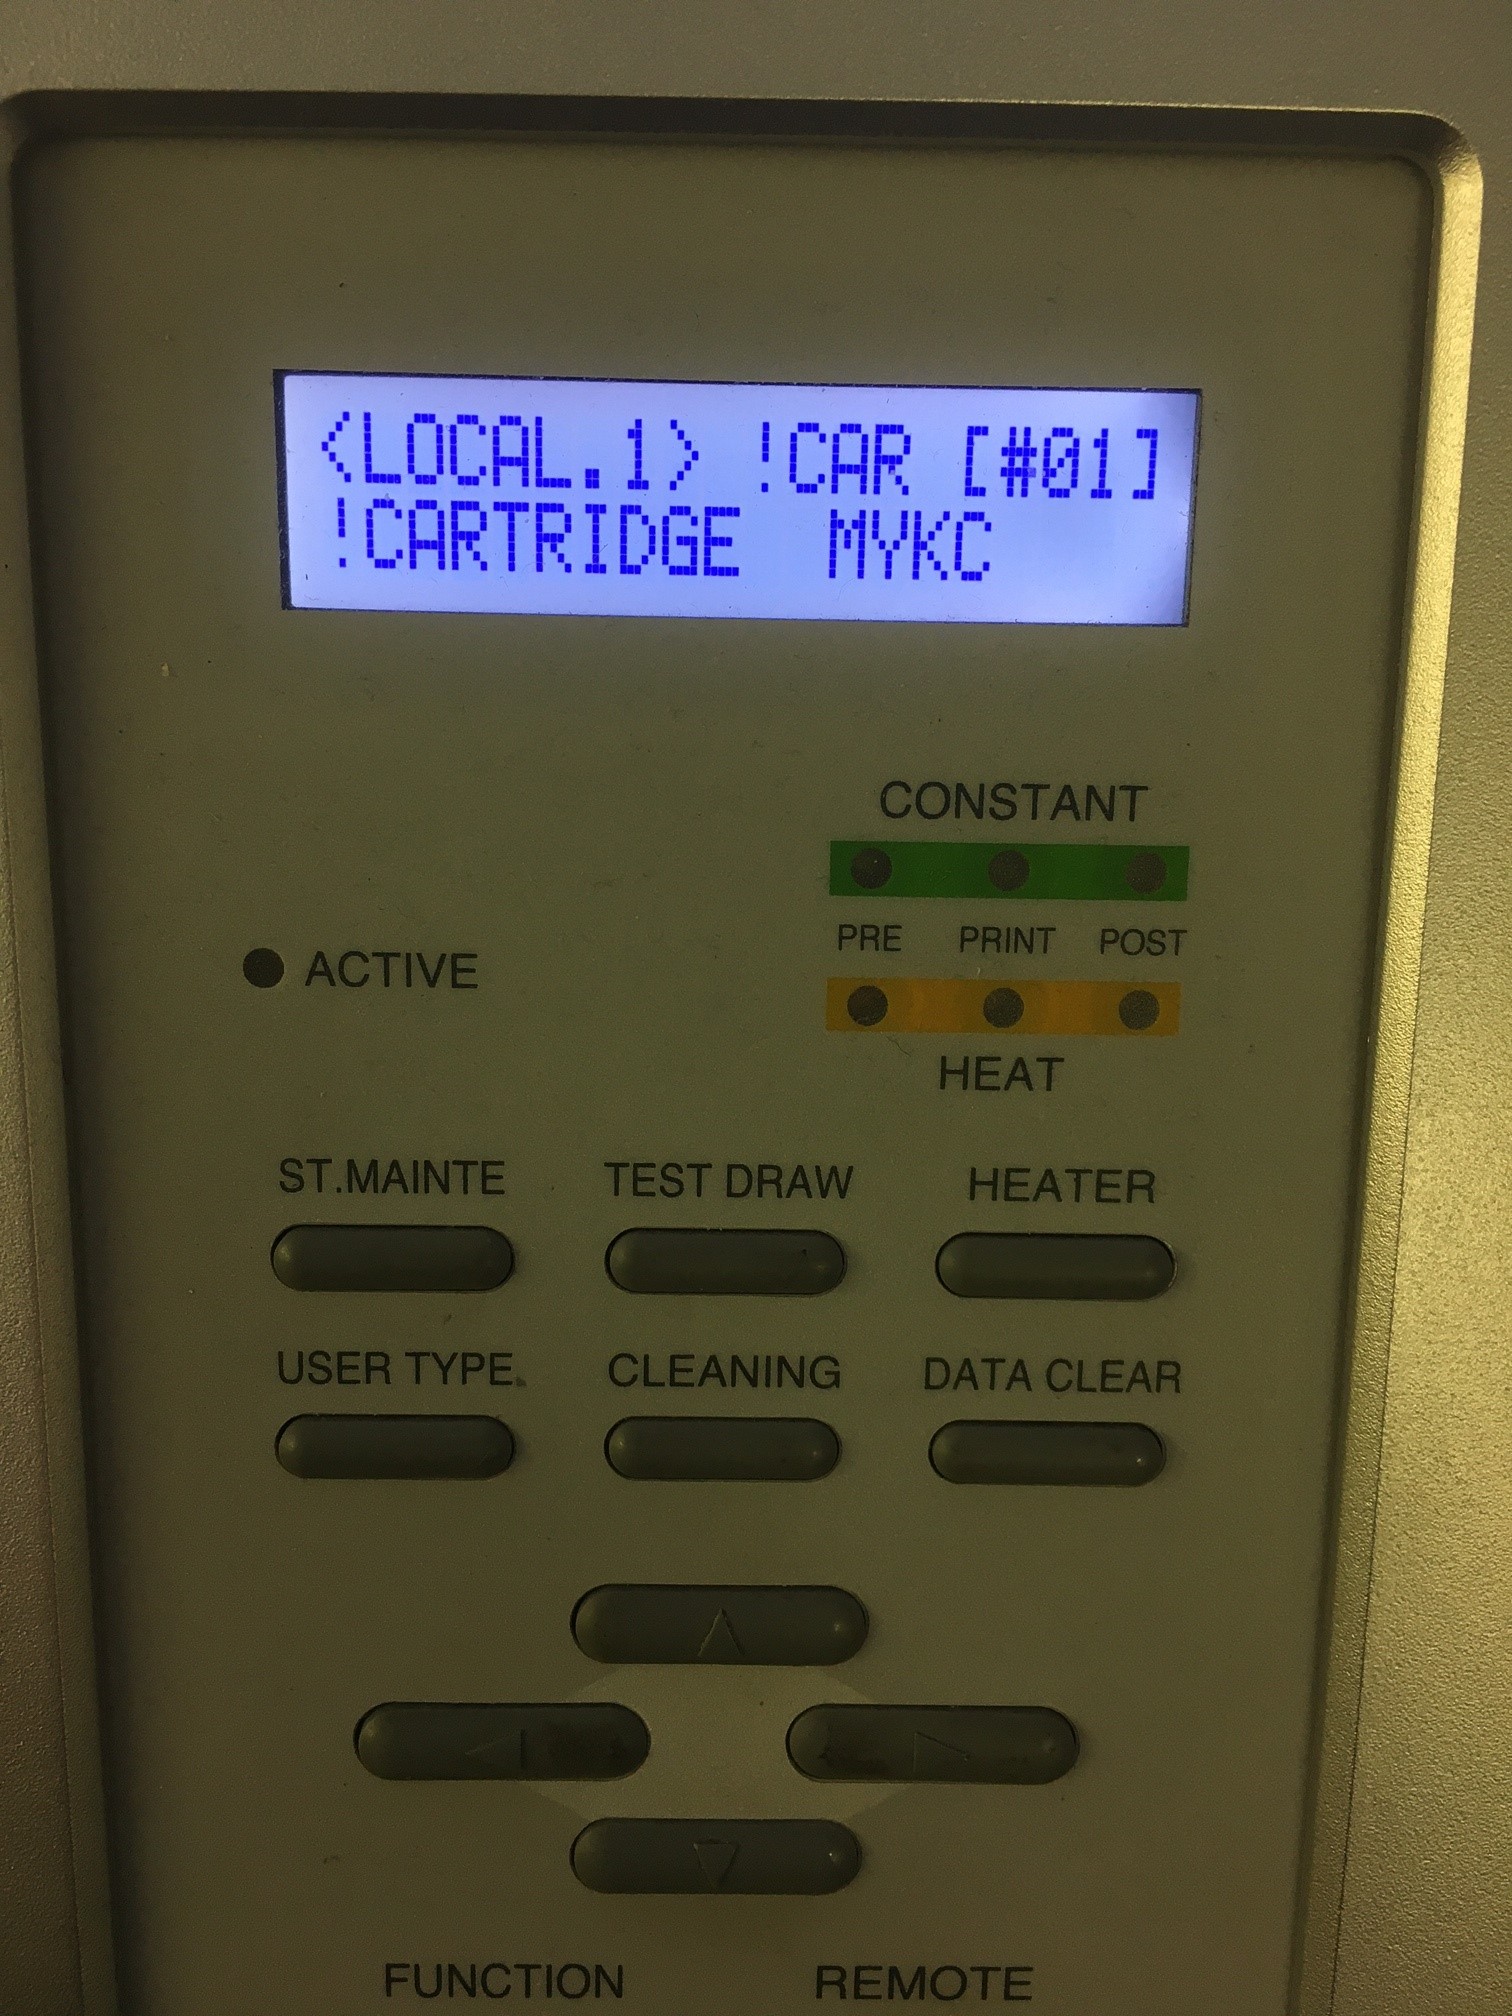 <LOCAL.1> !CAR [#01]
!CARTRIDGE MYKC
CONSTANT
PRE PRINT POST
ACTIVE
HEAT
ST.MAINTE TEST DRAW HEATER
USER TYPE. CLEANING DATA CLEAR
FUNCTION REMOTE